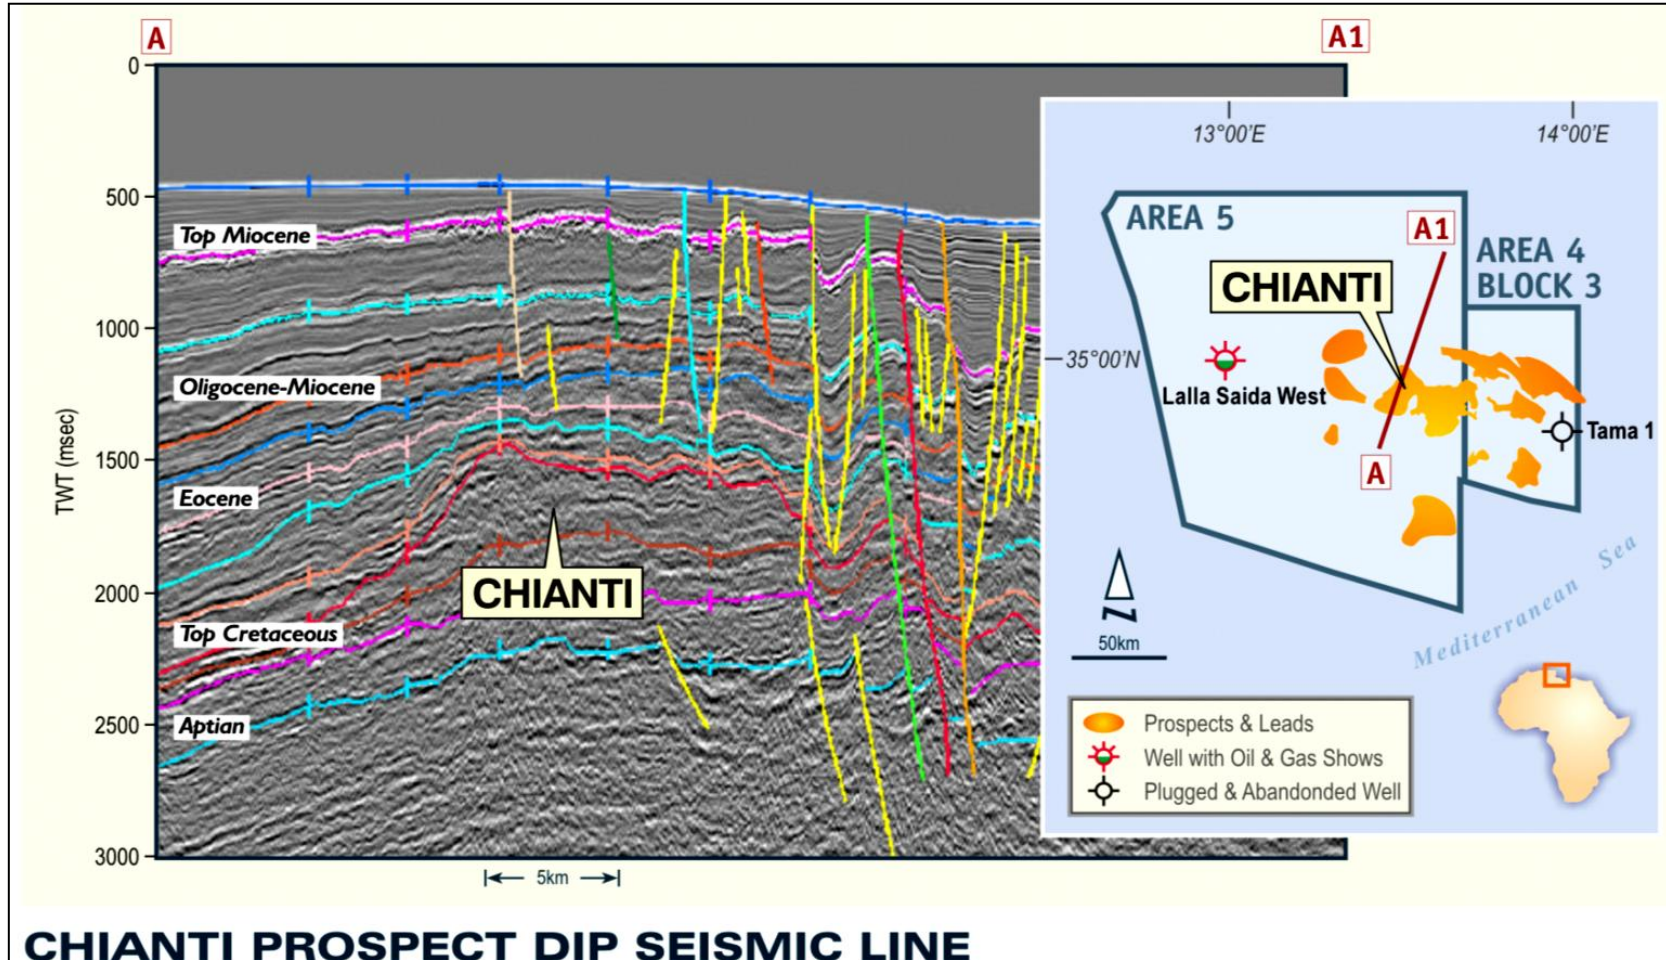 A
A1
0
500
1000
1500
2000
2500
3000
TWT (msec)
Top Miocene
Oligocene-Miocene
Eocene
Top Cretaceous
Aptian
CHIANTI
5km
13°00'E
14°00'E
AREA 5
A1
AREA 4
BLOCK 3
CHIANTI
35°00'N
Lalla Saida West
Tama 1
A
N
50km
Mediterranean Sea
Prospects & Leads
Well with Oil & Gas Shows
Plugged & Abandonded Well
CHIANTI PROSPECT DIP SEISMIC LINE